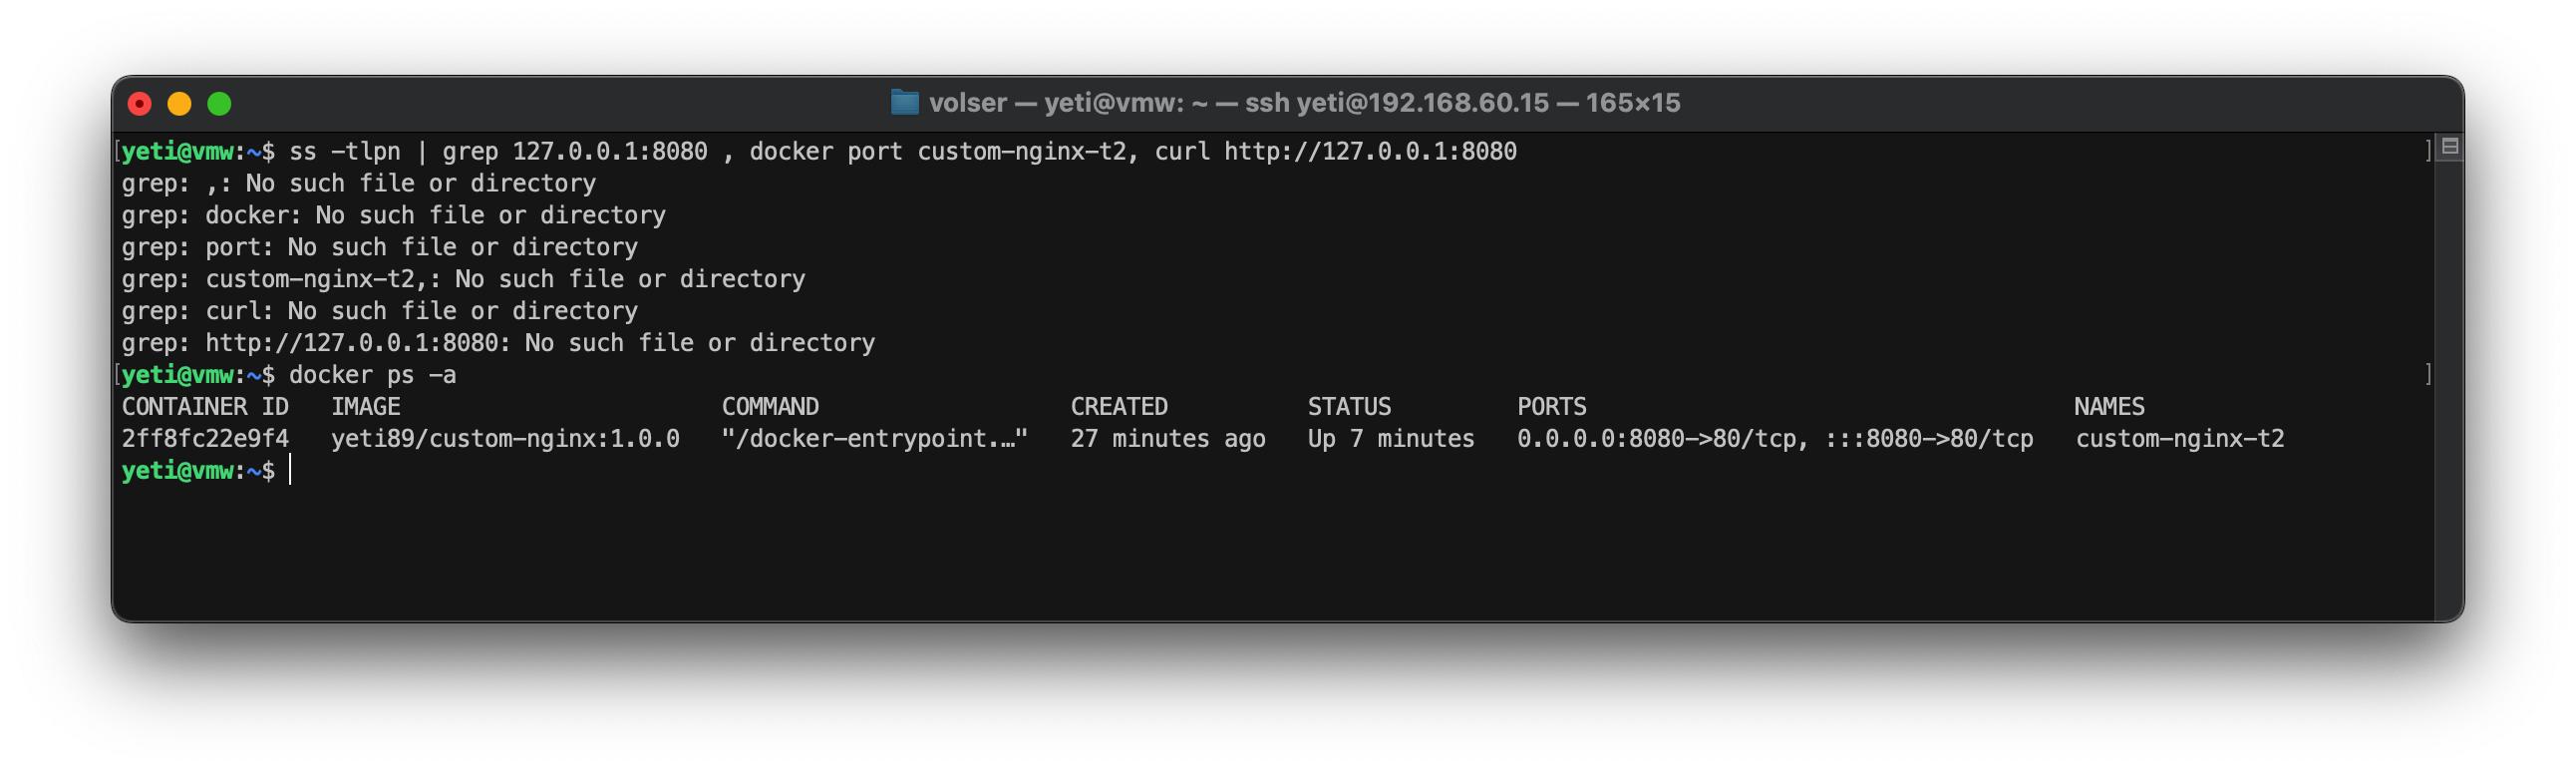 volser — yeti@vmw: ~ — ssh yeti@192.168.60.15 — 165×15
[yeti@vmw:~$ ss -tlpn | grep 127.0.0.1:8080 , docker port custom-nginx-t2, curl http://127.0.0.1:8080 ]
grep: ,: No such file or directory
grep: docker: No such file or directory
grep: port: No such file or directory
grep: custom-nginx-t2,: No such file or directory
grep: curl: No such file or directory
grep: http://127.0.0.1:8080: No such file or directory
[yeti@vmw:~$ docker ps -a ]
CONTAINER ID IMAGE COMMAND CREATED STATUS PORTS NAMES
2ff8fc22e9f4 yeti89/custom-nginx:1.0.0 "/docker-entrypoint.…" 27 minutes ago Up 7 minutes 0.0.0.0:8080->80/tcp, :::8080->80/tcp custom-nginx-t2
yeti@vmw:~$